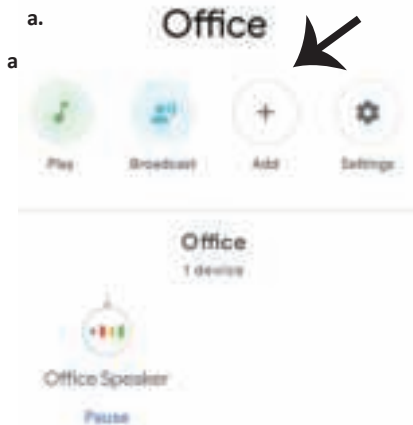 a.
Office
a
Play Broadcast Add Settings
Office
1 device
Office Speaker
Pause